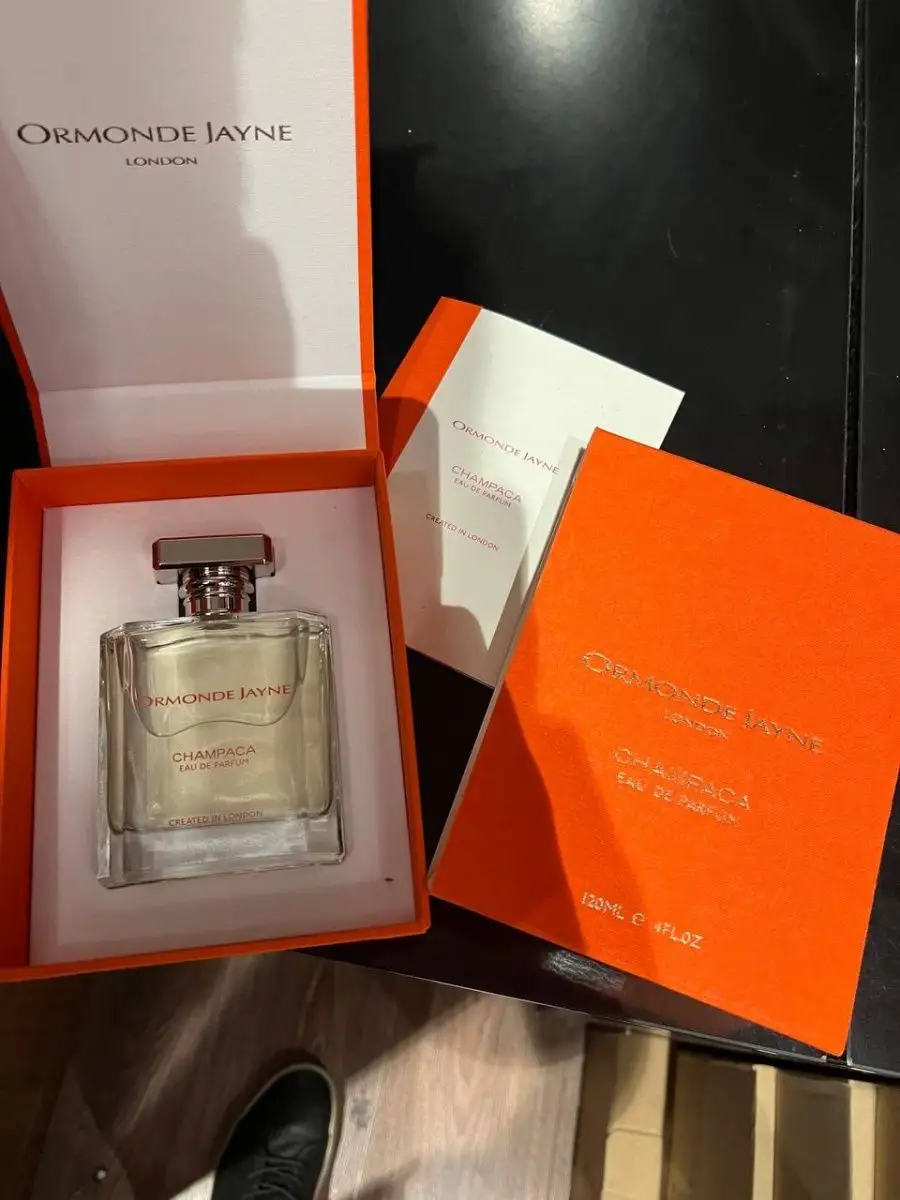 ORMONDE JAYNE
LONDON
ORMONDE JAYNE
CHAMPACA
EAU DE PARFUM
CREATED IN LONDON
ORMONDE JAYNE
CHAMPACA
EAU DE PARFUM
CREATED IN LONDON
ORMONDE JAYNE
LONDON
CHAMPACA
EAU DE PARFUM
120ML ℮ 4FL.OZ